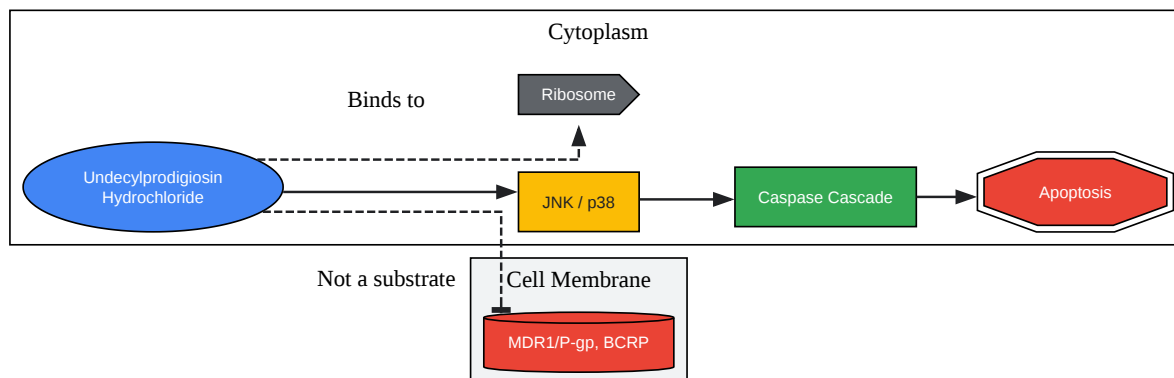 Cytoplasm
Binds to
Ribosome
Undecylprodigiosin
Hydrochloride
JNK / p38
Caspase Cascade
Apoptosis
Not a substrate
Cell Membrane
MDR1/P-gp, BCRP